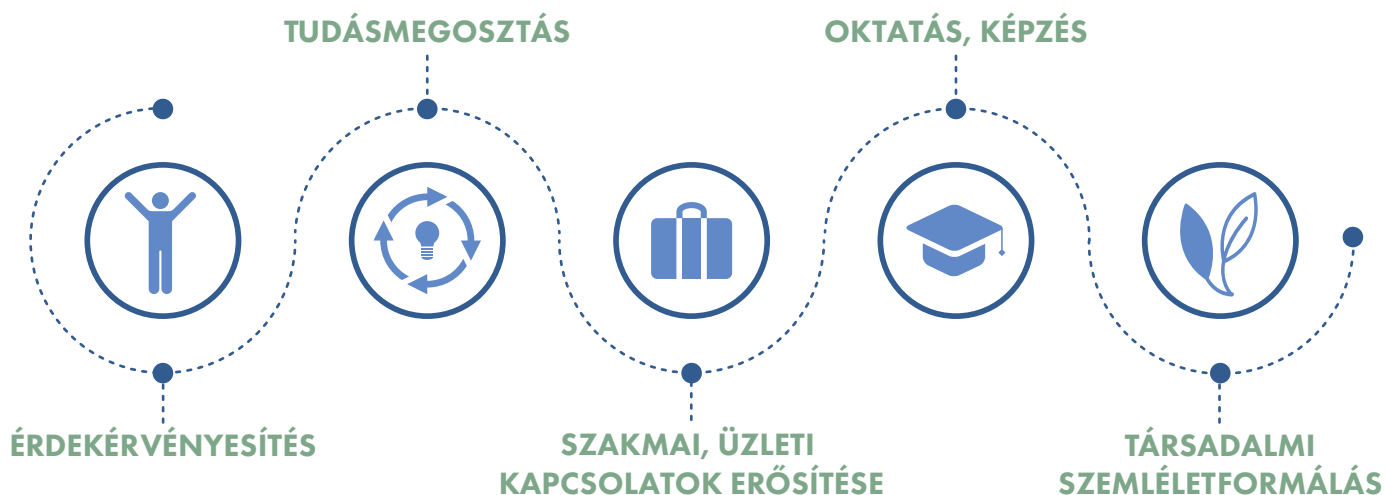 TUDÁSMEGOSZTÁS
OKTATÁS, KÉPZÉS
ÉRDEKÉRVÉNYESÍTÉS
SZAKMAI, ÜZLETI
KAPCSOLATOK ERŐSÍTÉSE
TÁRSADALMI
SZEMLÉLETFORMÁLÁS